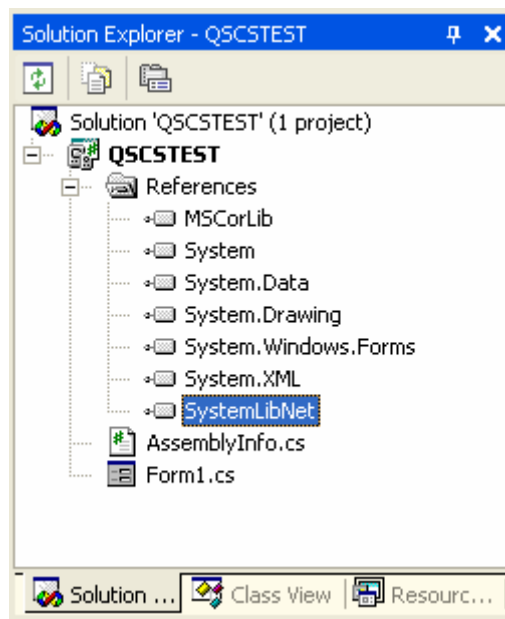 Solution Explorer - QSCSTEST
Solution 'QSCSTEST' (1 project)
QSCSTEST
References
MSCorLib
System
System.Data
System.Drawing
System.Windows.Forms
System.XML
SystemLibNet
AssemblyInfo.cs
Form1.cs
Solution ... Class View Resourc...